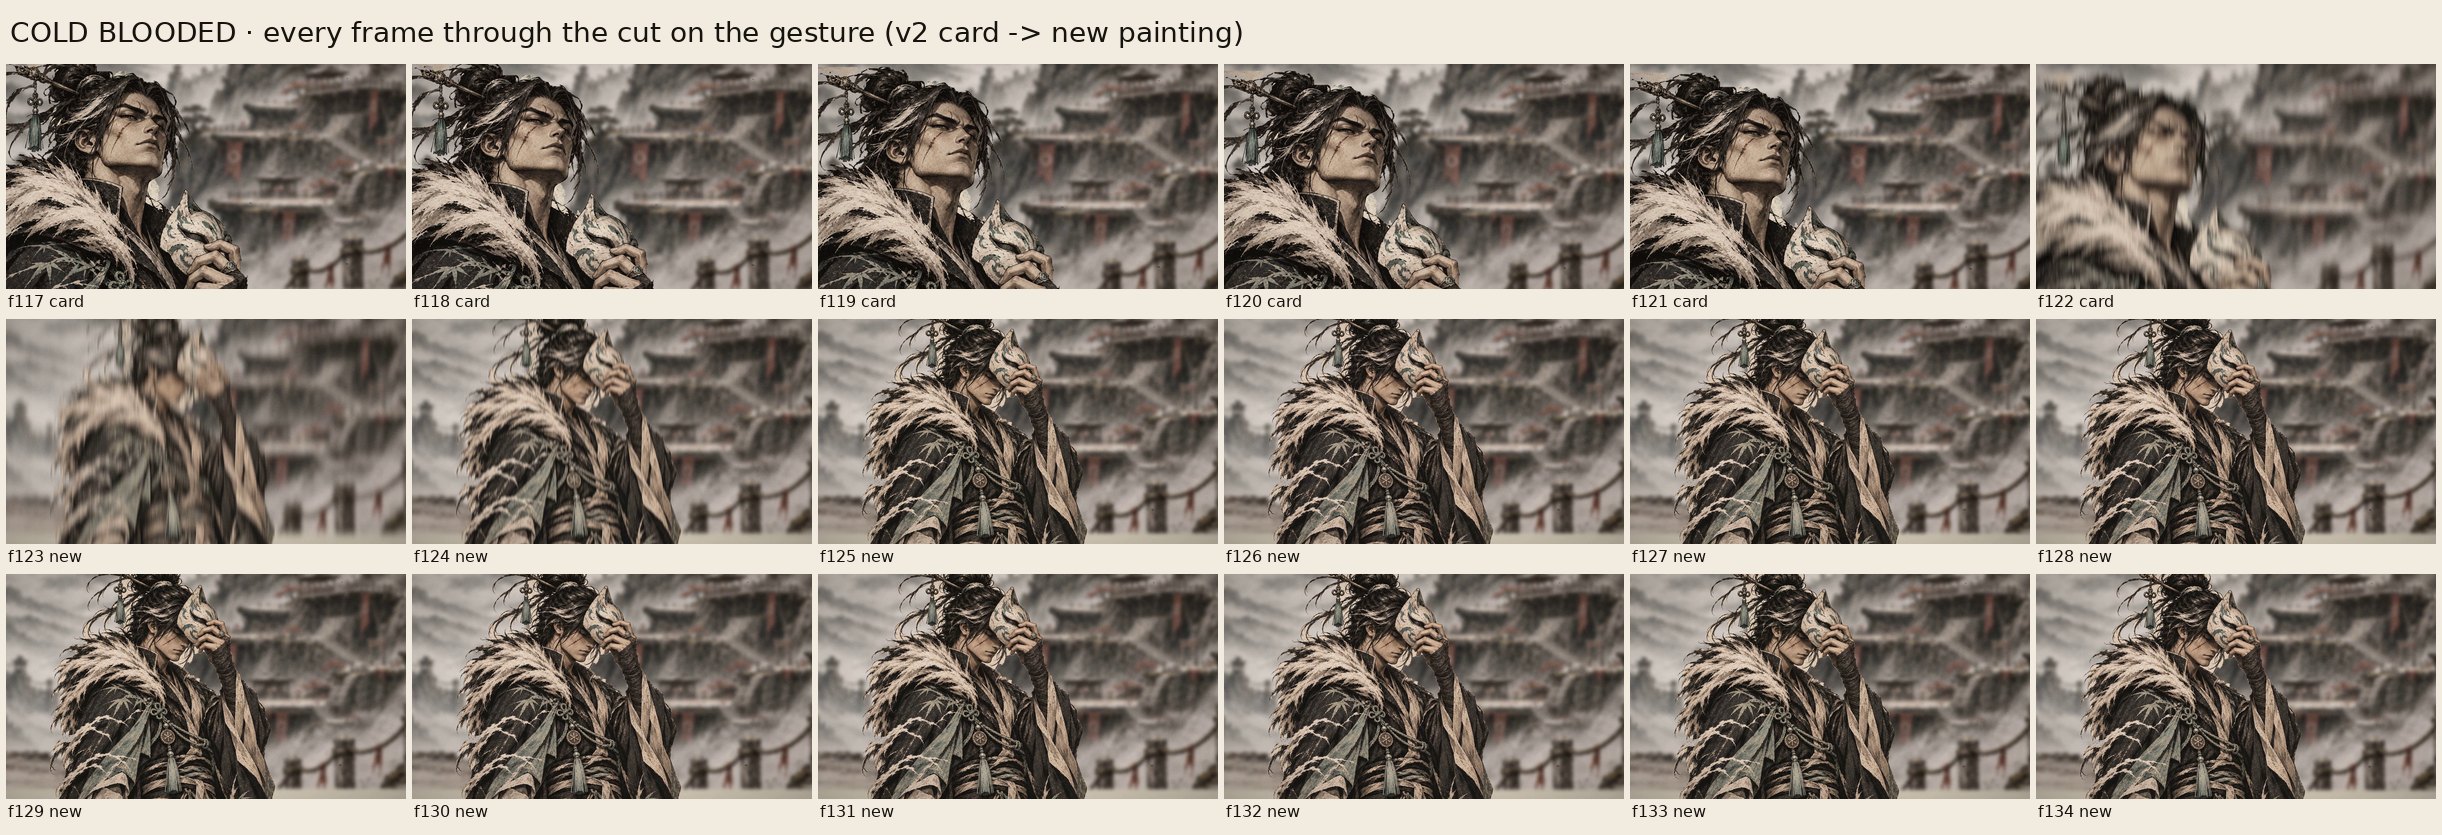 COLD BLOODED · every frame through the cut on the gesture (v2 card -> new painting)
f117 card
f118 card
f119 card
f120 card
f121 card
f122 card
f123 new
f124 new
f125 new
f126 new
f127 new
f128 new
f129 new
f130 new
f131 new
f132 new
f133 new
f134 new